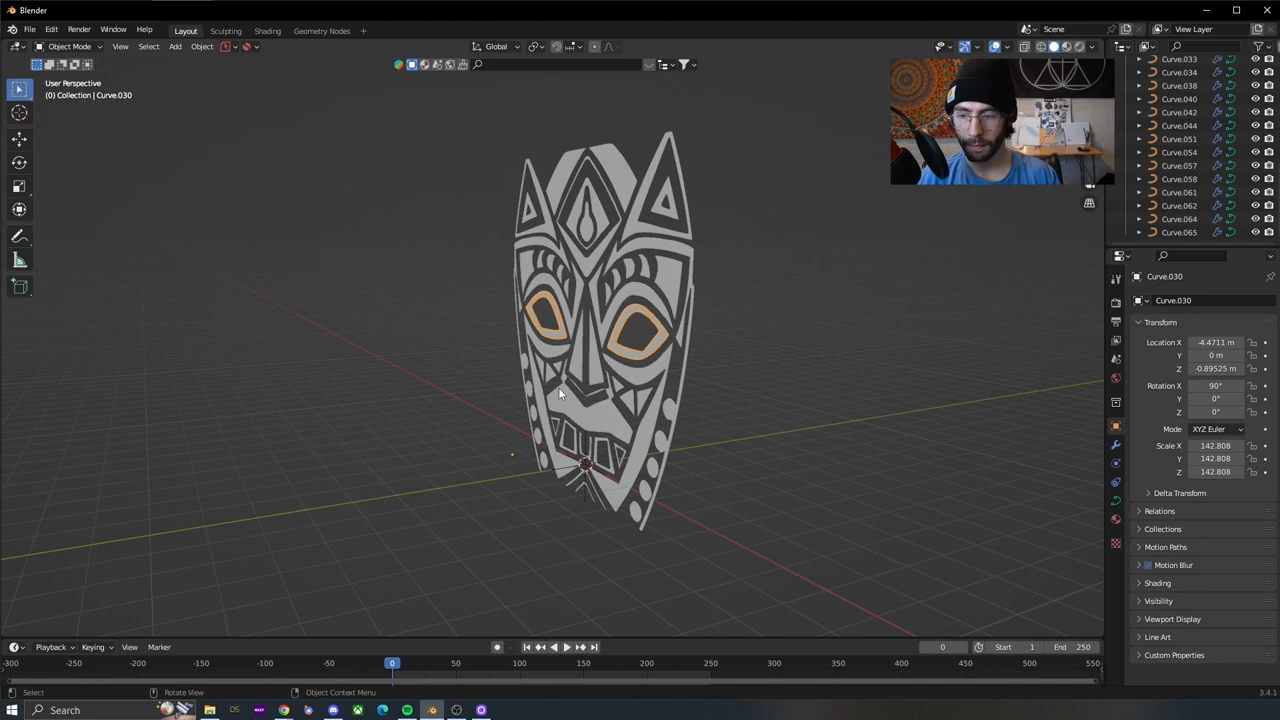 Blender
File Edit Render Window Help Layout Sculpting Shading Geometry Nodes + Scene View Layer
Object Mode View Select Add Object Global
User Perspective
(0) Collection | Curve.030
Curve.033
Curve.034
Curve.038
Curve.040
Curve.042
Curve.044
Curve.051
Curve.054
Curve.057
Curve.058
Curve.061
Curve.062
Curve.064
Curve.065
Curve.030
Curve.030
Transform
Location X -4.4711 m
Y 0 m
Z -0.89525 m
Rotation X 90°
Y 0°
Z 0°
Mode XYZ Euler
Scale X 142.808
Y 142.808
Z 142.808
Delta Transform
Relations
Collections
Motion Paths
Motion Blur
Shading
Visibility
Viewport Display
Line Art
Custom Properties
Playback Keying View Marker 0 Start 1 End 250
-300 -250 -200 -150 -100 -50 0 50 100 150 200 250 300 350 400 450 500 550
Select Rotate View Object Context Menu 3.4.1
Search DS NEXT